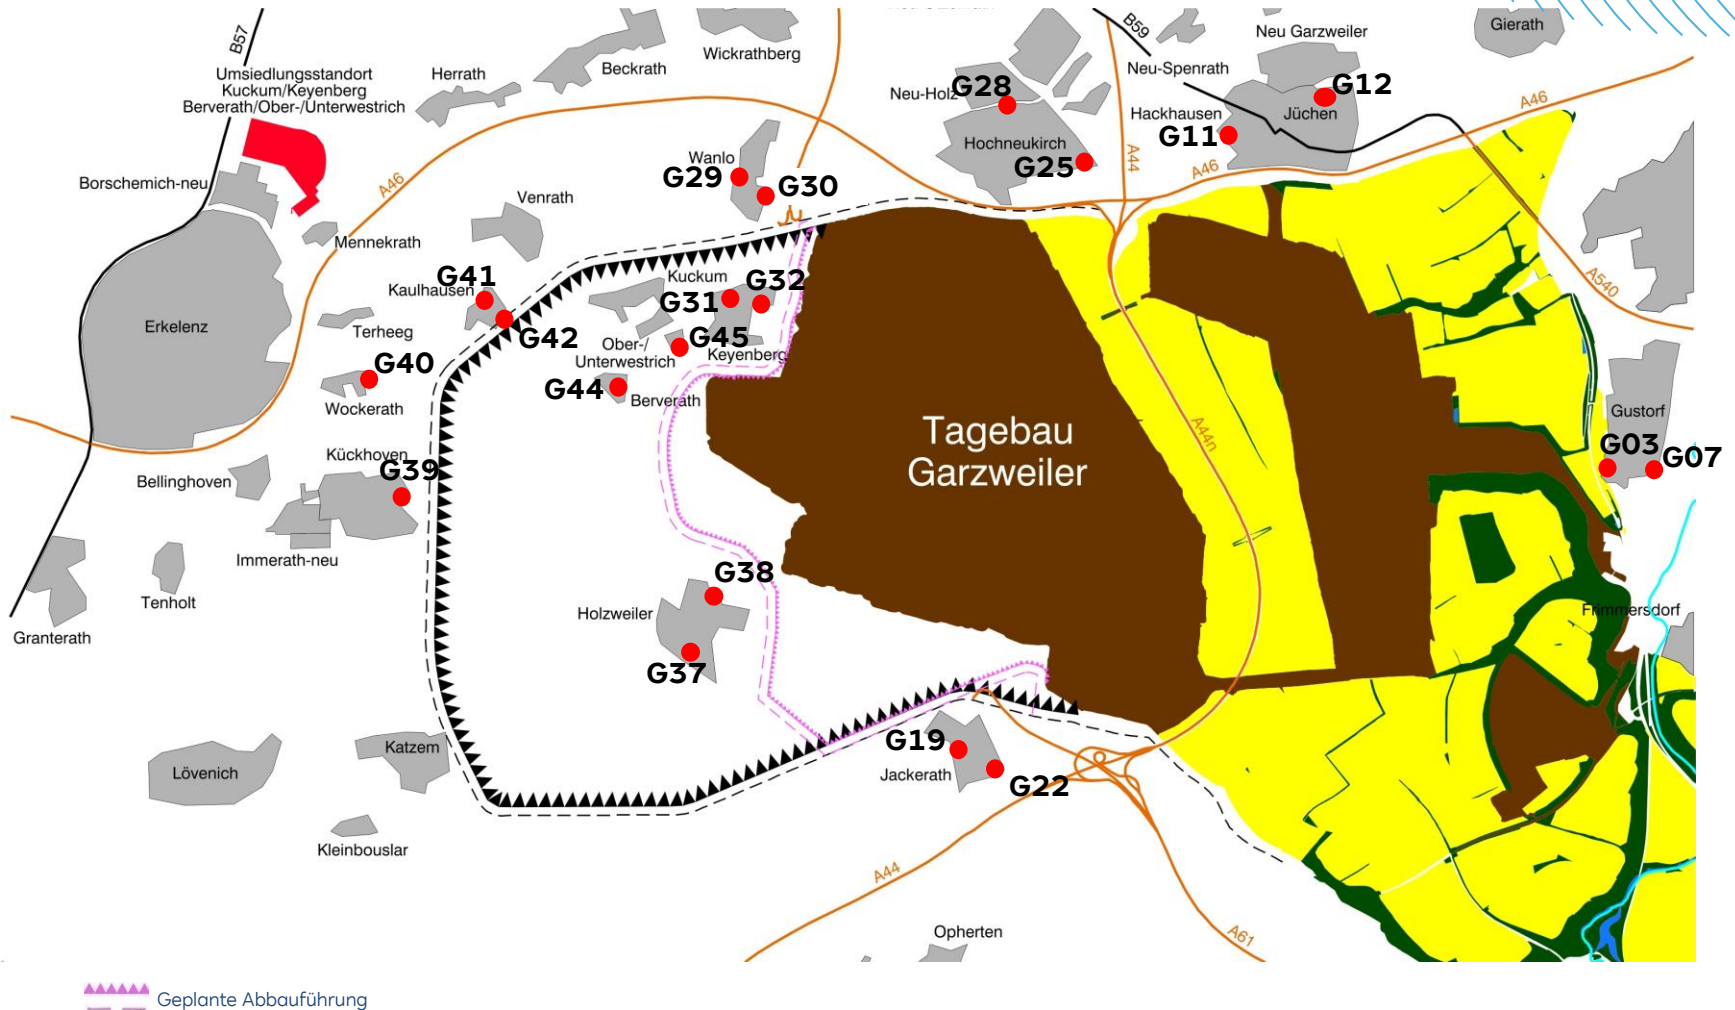 B57
Umsiedlungsstandort
Kuckum/Keyenberg
Berverath/Ober-/Unterwestrich
Herrath
Beckrath
Wickrathberg
B59
Neu Garzweiler
Gierath
Neu-Spenrath
Neu-Holz
G28
G12
Hackhausen
Jüchen
A46
G11
Hochneukirch
G25
A44
A46
Wanlo
G29
G30
Borschemich-neu
A46
Venrath
Mennekrath
A540
G41
Kaulhausen
Kuckum
G32
G31
Erkelenz
Terheeg
G42
G45
Ober-/
Unterwestrich
Keyenberg
G40
G44
Berverath
Wockerath
Tagebau
Garzweiler
A44n
Gustorf
G03
G07
Kückhoven
G39
Bellinghoven
Immerath-neu
Tenholt
Granterath
G38
Holzweiler
G37
Frimmersdorf
G19
Jackerath
G22
Katzem
Lövenich
Kleinbouslar
A44
Opherten
A61
Geplante Abbauführung